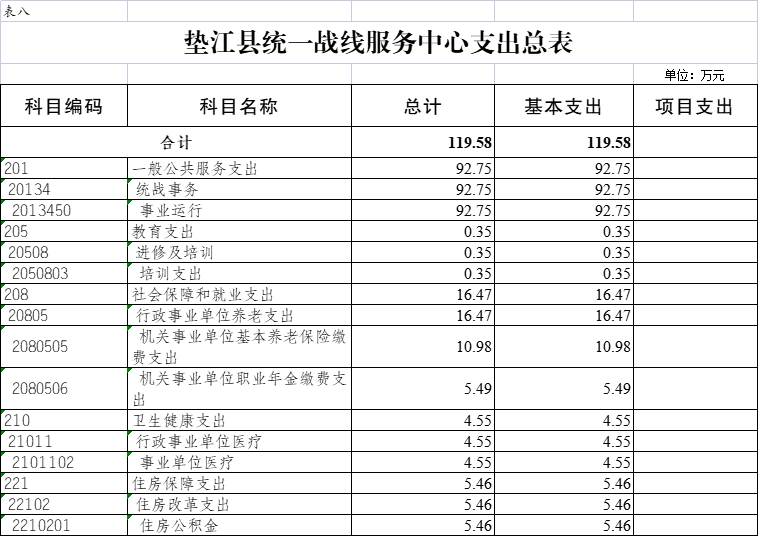 表八
垫江县统一战线服务中心支出总表
单位：万元
科目编码 科目名称 总计 基本支出 项目支出
合计 119.58 119.58
201 一般公共服务支出 92.75 92.75
20134 统战事务 92.75 92.75
2013450 事业运行 92.75 92.75
205 教育支出 0.35 0.35
20508 进修及培训 0.35 0.35
2050803 培训支出 0.35 0.35
208 社会保障和就业支出 16.47 16.47
20805 行政事业单位养老支出 16.47 16.47
2080505 机关事业单位基本养老保险缴 10.98 10.98
费支出
2080506 机关事业单位职业年金缴费支 5.49 5.49
出
210 卫生健康支出 4.55 4.55
21011 行政事业单位医疗 4.55 4.55
2101102 事业单位医疗 4.55 4.55
221 住房保障支出 5.46 5.46
22102 住房改革支出 5.46 5.46
2210201 住房公积金 5.46 5.46